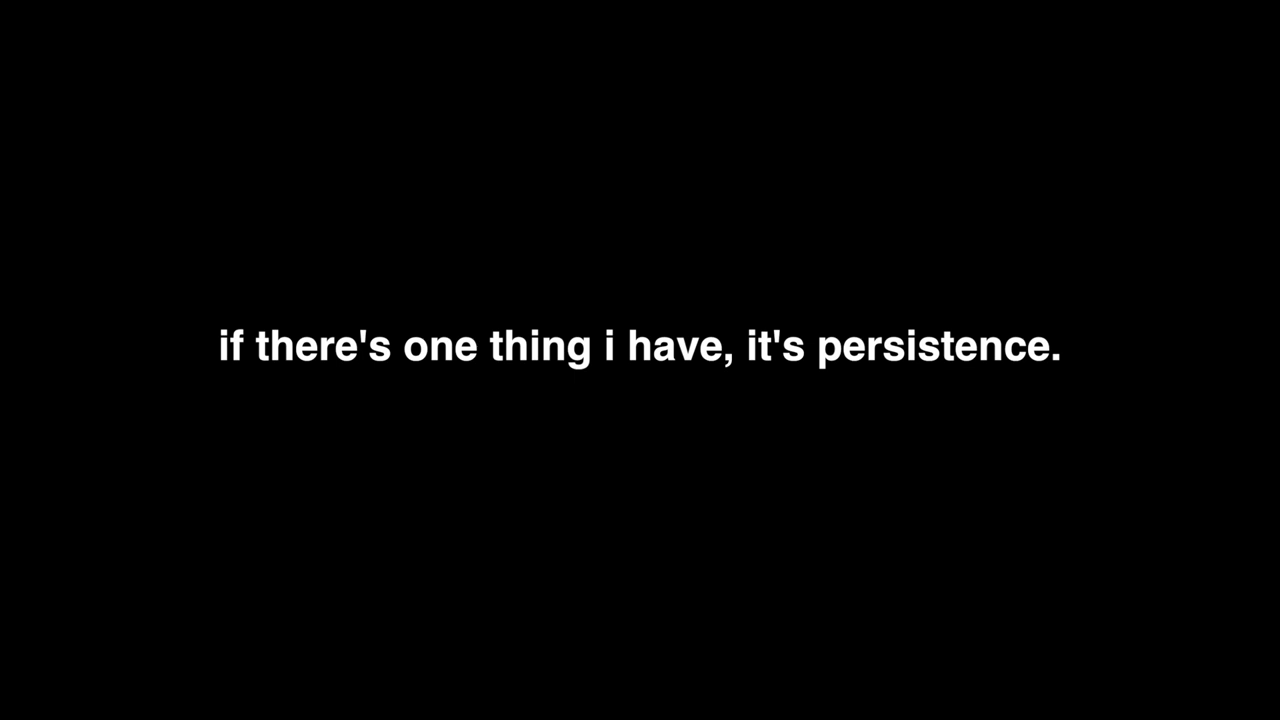 if there's one thing i have, it's persistence.